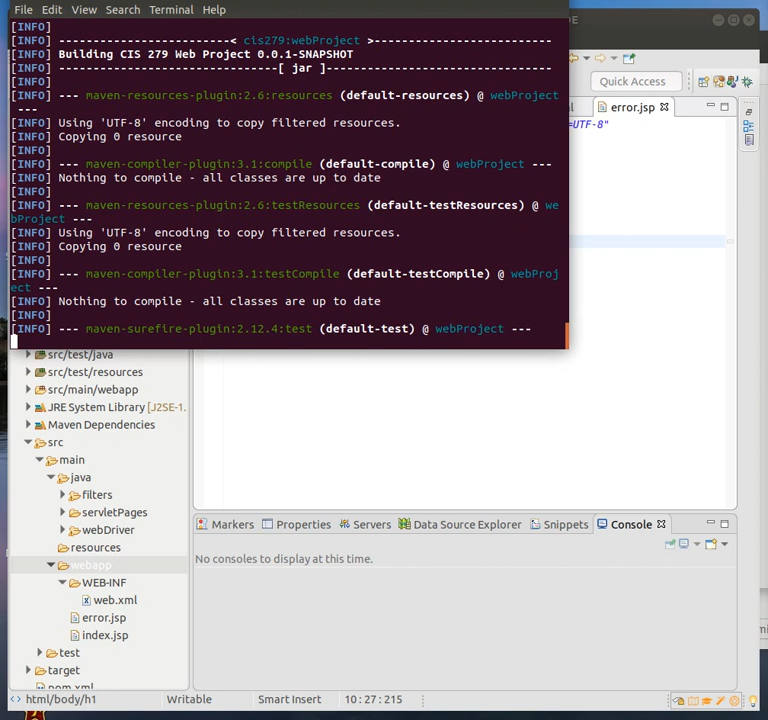 File Edit View Search Terminal Help
[INFO]
[INFO] -------------------------< cis279:webProject >--------------------------
[INFO] Building CIS 279 Web Project 0.0.1-SNAPSHOT
[INFO] --------------------------------[ jar ]---------------------------------
[INFO]
[INFO] --- maven-resources-plugin:2.6:resources (default-resources) @ webProject
---
[INFO] Using 'UTF-8' encoding to copy filtered resources.
[INFO] Copying 0 resource
[INFO]
[INFO] --- maven-compiler-plugin:3.1:compile (default-compile) @ webProject ---
[INFO] Nothing to compile - all classes are up to date
[INFO]
[INFO] --- maven-resources-plugin:2.6:testResources (default-testResources) @ we
bProject ---
[INFO] Using 'UTF-8' encoding to copy filtered resources.
[INFO] Copying 0 resource
[INFO]
[INFO] --- maven-compiler-plugin:3.1:testCompile (default-testCompile) @ webProj
ect ---
[INFO] Nothing to compile - all classes are up to date
[INFO]
[INFO] --- maven-surefire-plugin:2.12.4:test (default-test) @ webProject ---
Quick Access
error.jsp
=UTF-8"
src/test/java
src/test/resources
src/main/webapp
JRE System Library [J2SE-1.
Maven Dependencies
src
main
java
filters
servletPages
webDriver
resources
webapp
WEB-INF
web.xml
error.jsp
index.jsp
test
target
pom.xml
Markers Properties Servers Data Source Explorer Snippets Console
No consoles to display at this time.
html/body/h1 Writable Smart Insert 10:27:215